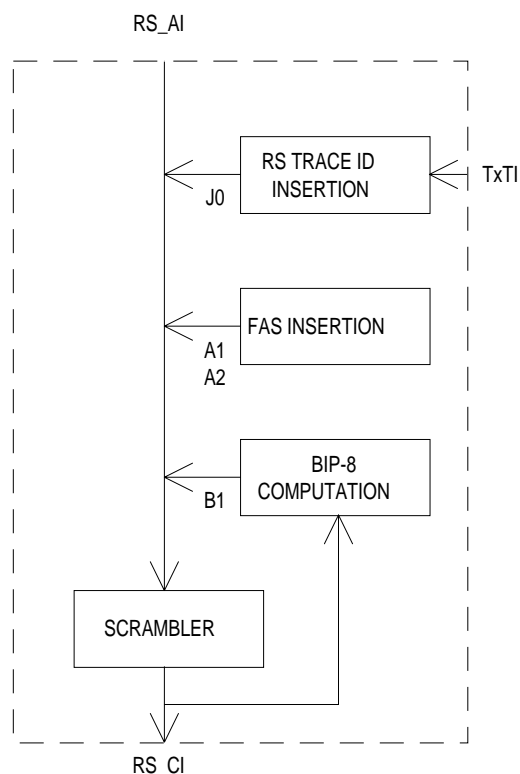 RS_AI
RS TRACE ID
INSERTION
TxTI
J0
FAS INSERTION
A1
A2
BIP-8
COMPUTATION
B1
SCRAMBLER
RS_CI